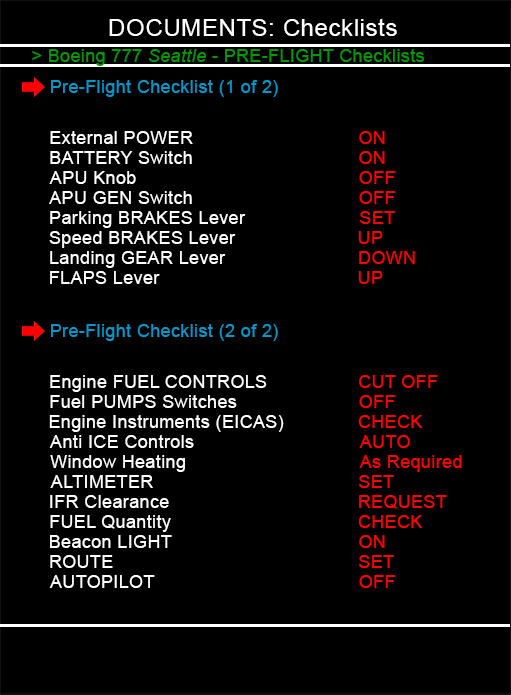 DOCUMENTS: Checklists
> Boeing 777 Seattle - PRE-FLIGHT Checklists
Pre-Flight Checklist (1 of 2)
External POWER ON
BATTERY Switch ON
APU Knob OFF
APU GEN Switch OFF
Parking BRAKES Lever SET
Speed BRAKES Lever UP
Landing GEAR Lever DOWN
FLAPS Lever UP
Pre-Flight Checklist (2 of 2)
Engine FUEL CONTROLS CUT OFF
Fuel PUMPS Switches OFF
Engine Instruments (EICAS) CHECK
Anti ICE Controls AUTO
Window Heating As Required
ALTIMETER SET
IFR Clearance REQUEST
FUEL Quantity CHECK
Beacon LIGHT ON
ROUTE SET
AUTOPILOT OFF